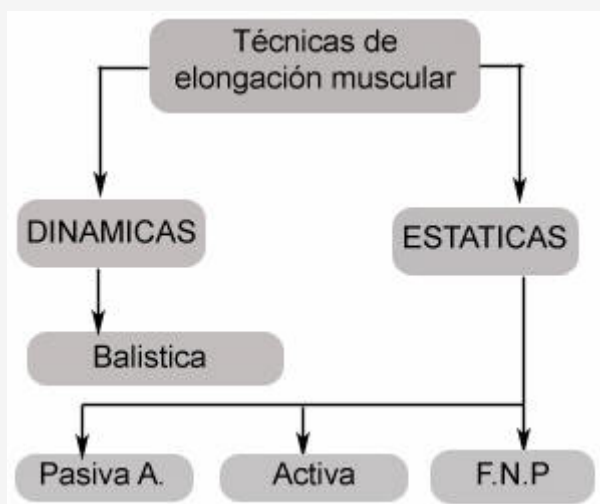 Técnicas de
elongación muscular
DINAMICAS
ESTATICAS
Balistica
Pasiva A.
Activa
F.N.P